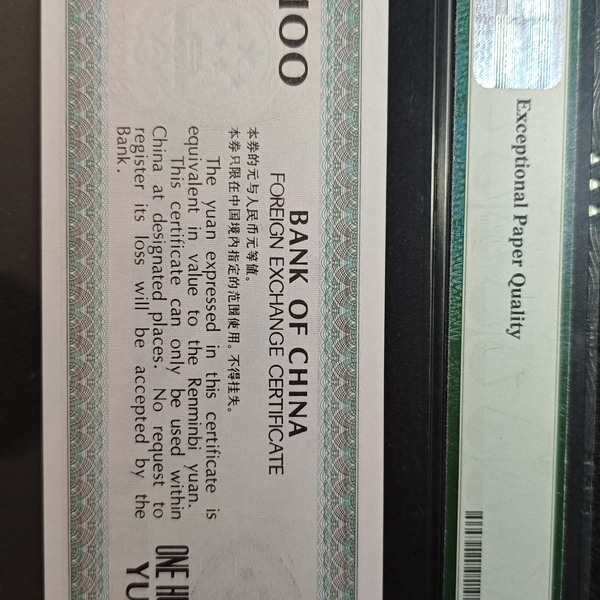 100
BANK OF CHINA
FOREIGN EXCHANGE CERTIFICATE
本券的元与人民币元等值。
本券只限在中国境内指定的范围使用。不得挂失。
The yuan expressed in this certificate is
equivalent in value to the Renminbi yuan.
This certificate can only be used within
China at designated places. No request to
register its loss will be accepted by the
Bank.
ONE H
YU
Exceptional Paper Quality